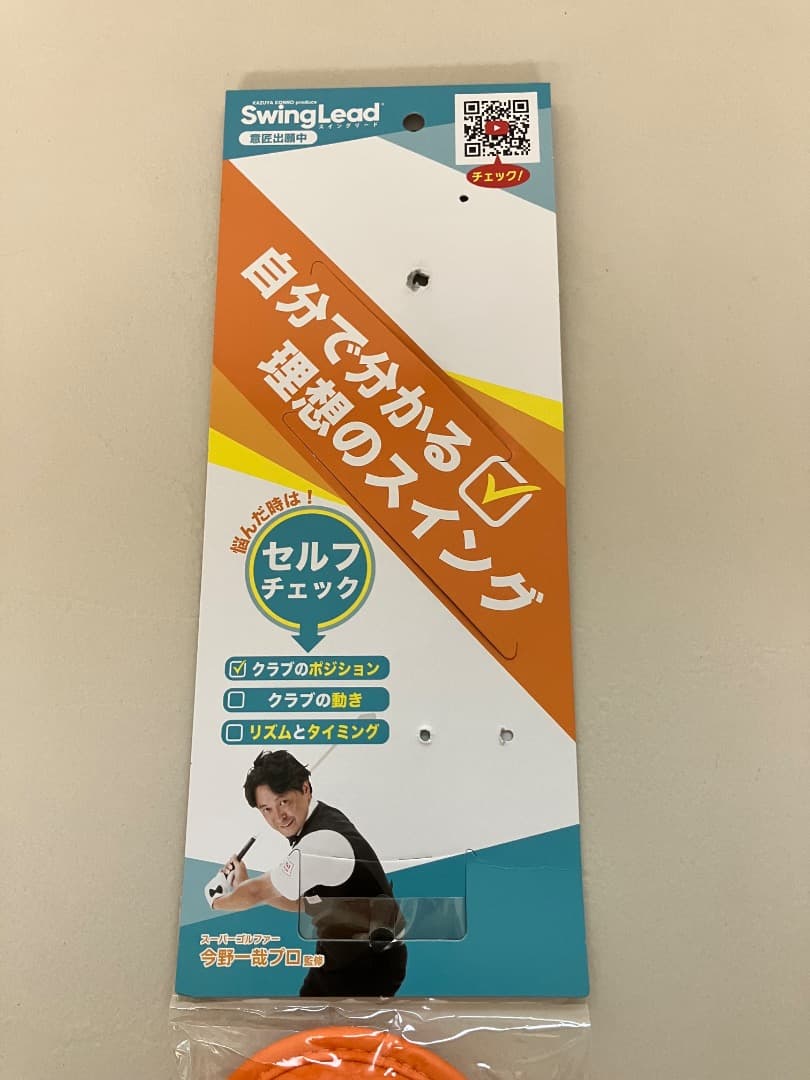 KAZUYA KONNO produce
SwingLead
スイングリード
意匠出願中
チェック!
自分で分かる
理想のスイング
悩んだ時は!
セルフ
チェック
クラブのポジション
クラブの動き
リズムとタイミング
スーパーゴルファー
今野一哉プロ監修